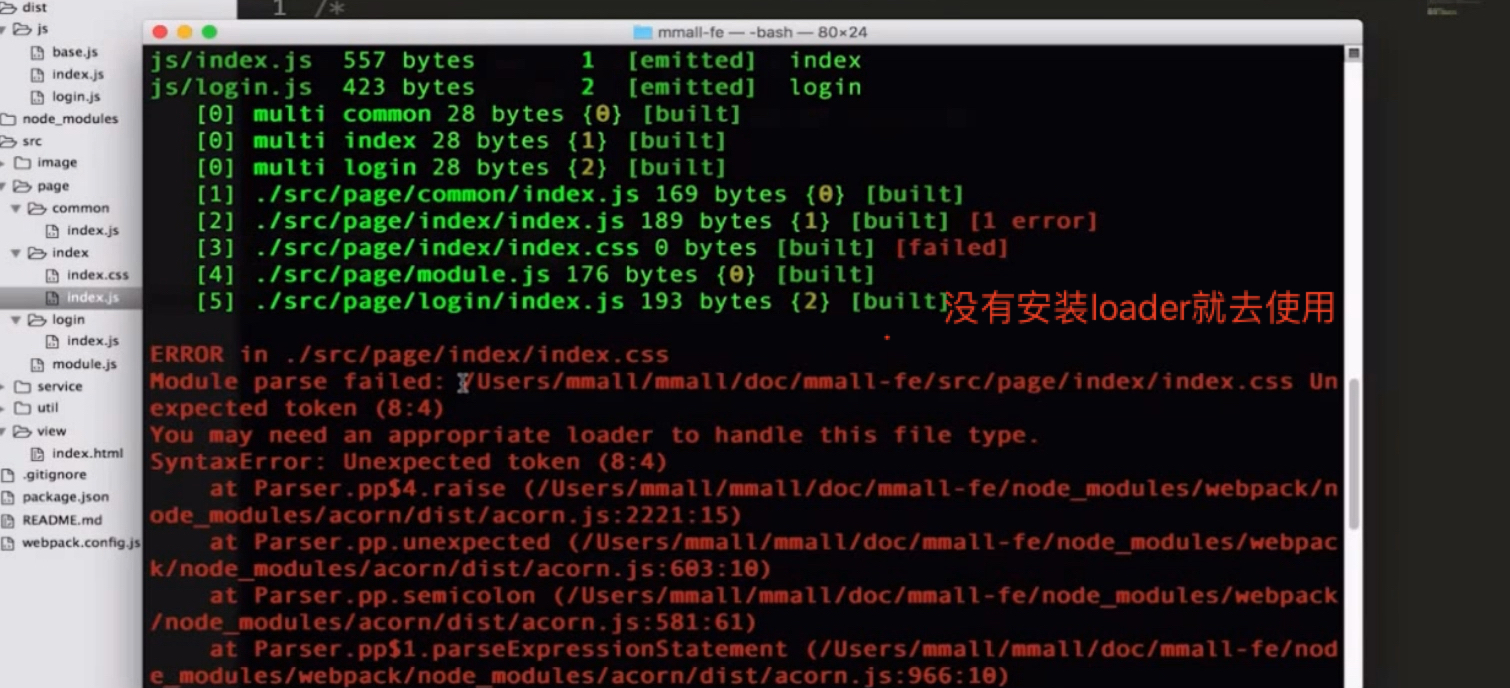 dist
js
base.js
index.js
login.js
node_modules
src
image
page
common
index.js
index
index.css
index.js
login
index.js
module.js
service
util
view
index.html
.gitignore
package.json
README.md
webpack.config.js
1 /*
mmall-fe — -bash — 80×24
js/index.js 557 bytes 1 [emitted] index
js/login.js 423 bytes 2 [emitted] login
[0] multi common 28 bytes {0} [built]
[0] multi index 28 bytes {1} [built]
[0] multi login 28 bytes {2} [built]
[1] ./src/page/common/index.js 169 bytes {0} [built]
[2] ./src/page/index/index.js 189 bytes {1} [built] [1 error]
[3] ./src/page/index/index.css 0 bytes [built] [failed]
[4] ./src/page/module.js 176 bytes {0} [built]
[5] ./src/page/login/index.js 193 bytes {2} [built]
没有安装loader就去使用
ERROR in ./src/page/index/index.css
Module parse failed: /Users/mmall/mmall/doc/mmall-fe/src/page/index/index.css Un
expected token (8:4)
You may need an appropriate loader to handle this file type.
SyntaxError: Unexpected token (8:4)
at Parser.pp$4.raise (/Users/mmall/mmall/doc/mmall-fe/node_modules/webpack/n
ode_modules/acorn/dist/acorn.js:2221:15)
at Parser.pp.unexpected (/Users/mmall/mmall/doc/mmall-fe/node_modules/webpac
k/node_modules/acorn/dist/acorn.js:603:10)
at Parser.pp.semicolon (/Users/mmall/mmall/doc/mmall-fe/node_modules/webpack
/node_modules/acorn/dist/acorn.js:581:61)
at Parser.pp$1.parseExpressionStatement (/Users/mmall/mmall/doc/mmall-fe/nod
e_modules/webpack/node_modules/acorn/dist/acorn.js:966:10)